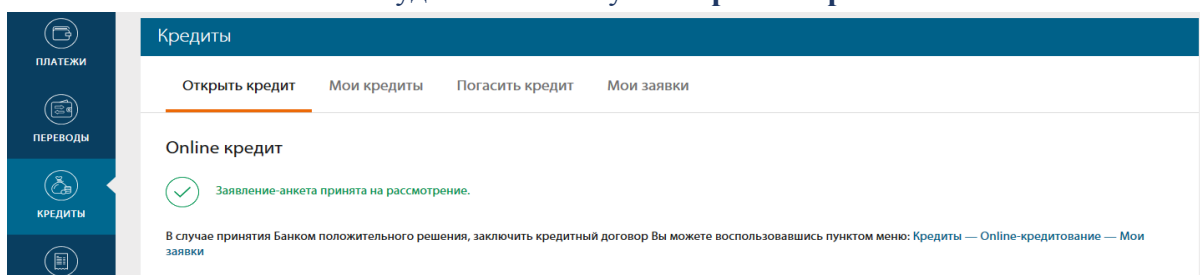 Кредиты
ПЛАТЕЖИ
Открыть кредит Мои кредиты Погасить кредит Мои заявки
ПЕРЕВОДЫ
Online кредит
Заявление-анкета принята на рассмотрение.
КРЕДИТЫ
В случае принятия Банком положительного решения, заключить кредитный договор Вы можете воспользовавшись пунктом меню: Кредиты — Online-кредитование — Мои
заявки